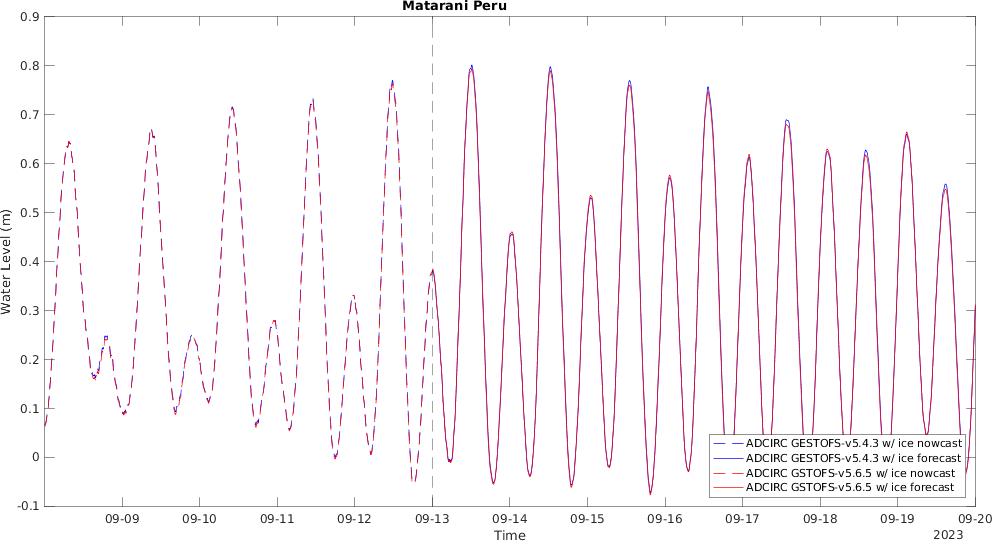 Matarani Peru
0.9
0.8
0.7
0.6
0.5
0.4
0.3
0.2
0.1
0
-0.1
Water Level (m)
ADCIRC GESTOFS-v5.4.3 w/ ice nowcast
ADCIRC GESTOFS-v5.4.3 w/ ice forecast
ADCIRC GSTOFS-v5.6.5 w/ ice nowcast
ADCIRC GSTOFS-v5.6.5 w/ ice forecast
09-09 09-10 09-11 09-12 09-13 09-14 09-15 09-16 09-17 09-18 09-19 09-20
Time
2023